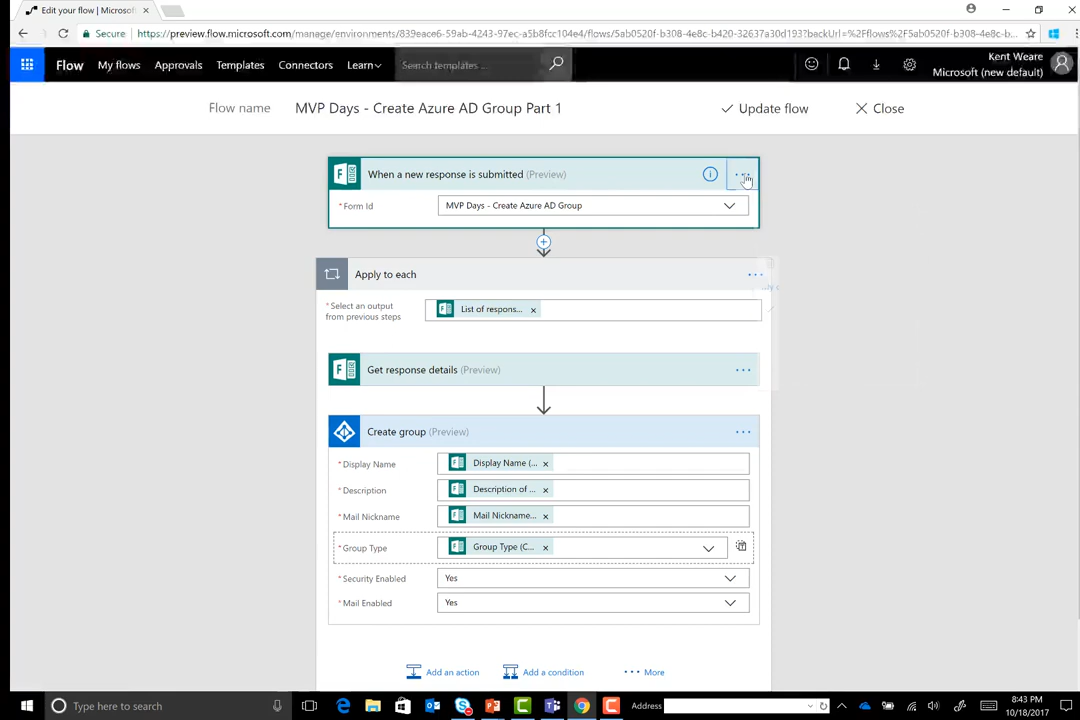 Edit your flow | Microsof
Secure | https://preview.flow.microsoft.com/manage/environments/839eace6-59ab-4243-97ec-a5b8fcc104e4/flows/5ab0520f-b308-4e8c-b420-32637a30d193?backUrl=%2Fflows%2F5ab0520f-b308-4e8c-...
Flow My flows Approvals Templates Connectors Learn Search templates ...
Kent Weare
Microsoft (new default)
Flow name MVP Days - Create Azure AD Group Part 1 Update flow Close
When a new response is submitted (Preview)
* Form Id MVP Days - Create Azure AD Group
Apply to each
* Select an output from previous steps List of respons... x
Get response details (Preview)
Create group (Preview)
* Display Name Display Name (... x
* Description Description of ... x
* Mail Nickname Mail Nickname... x
* Group Type Group Type (C... x
* Security Enabled Yes
* Mail Enabled Yes
Add an action Add a condition ... More
Type here to search Address 8:43 PM
10/18/2017